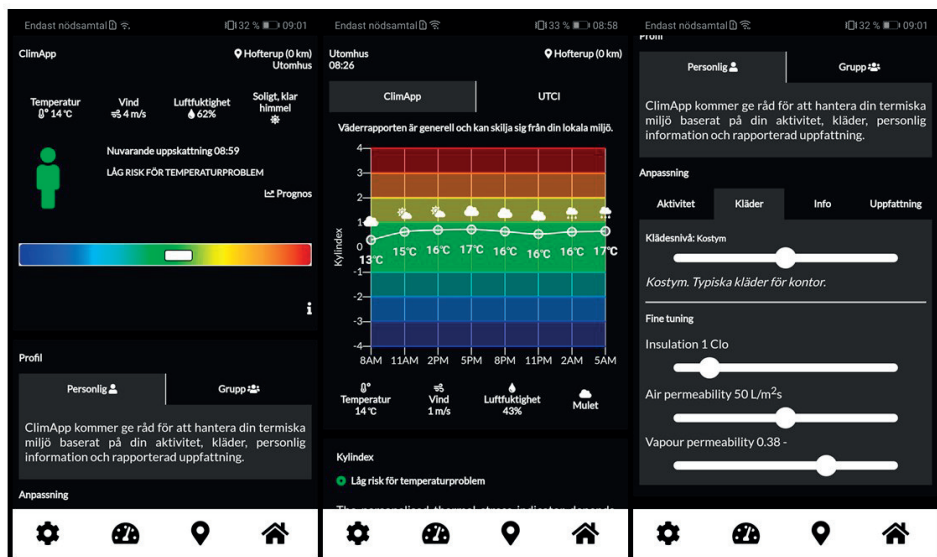 Endast nödsamtal 32 % 09:01
ClimApp
Hofterup (0 km)
Utomhus
Temperatur
14 °C
Vind
4 m/s
Luftfuktighet
62%
Soligt, klar
himmel
Nuvarande uppskattning 08:59
LÅG RISK FÖR TEMPERATURPROBLEM
Prognos
i
Profil
Personlig Grupp
ClimApp kommer ge råd för att hantera din termiska
miljö baserat på din aktivitet, kläder, personlig
information och rapporterad uppfattning.
Anpassning
Endast nödsamtal 33 % 08:58
Utomhus
08:26
Hofterup (0 km)
ClimApp UTCI
Väderrapporten är generell och kan skilja sig från din lokala miljö.
Kylindex
4
3
2
1
0
-1
-2
-3
-4
13°C 15°C 16°C 17°C 16°C 16°C 16°C 17°C
8AM 11AM 2PM 5PM 8PM 11PM 2AM 5AM
Temperatur
14 °C
Vind
1 m/s
Luftfuktighet
43%
Mulet
Kylindex
Låg risk för temperaturproblem
The personalised thermal stress indicator depends
Endast nödsamtal 32 % 09:01
Profil
Personlig Grupp
ClimApp kommer ge råd för att hantera din termiska
miljö baserat på din aktivitet, kläder, personlig
information och rapporterad uppfattning.
Anpassning
Aktivitet Kläder Info Uppfattning
Klädesnivå: Kostym
Kostym. Typiska kläder för kontor.
Fine tuning
Insulation 1 Clo
Air permeability 50 L/m²s
Vapour permeability 0.38 -